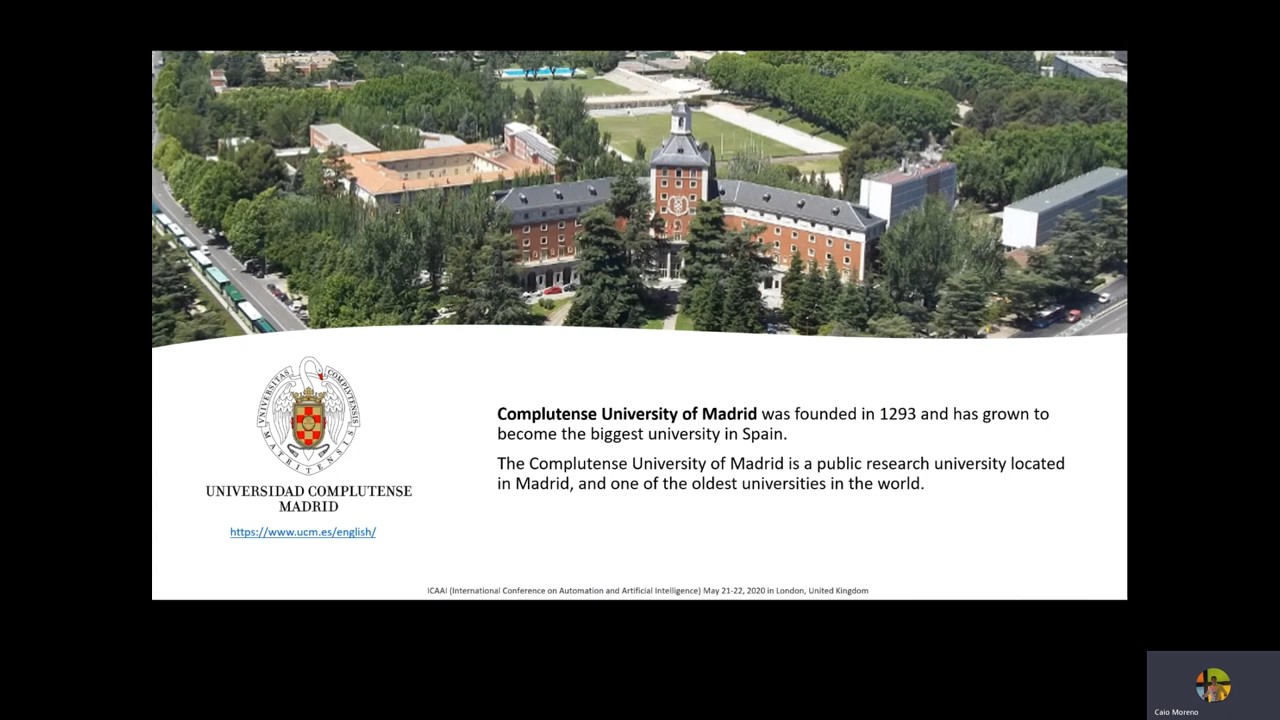 VNIVERSITAS COMPLVTENSIS
MATRITENSIS
UNIVERSIDAD COMPLUTENSE
MADRID
https://www.ucm.es/english/
Complutense University of Madrid was founded in 1293 and has grown to
become the biggest university in Spain.
The Complutense University of Madrid is a public research university located
in Madrid, and one of the oldest universities in the world.
ICAAI (International Conference on Automation and Artificial Intelligence) May 21-22, 2020 in London, United Kingdom
Caio Moreno